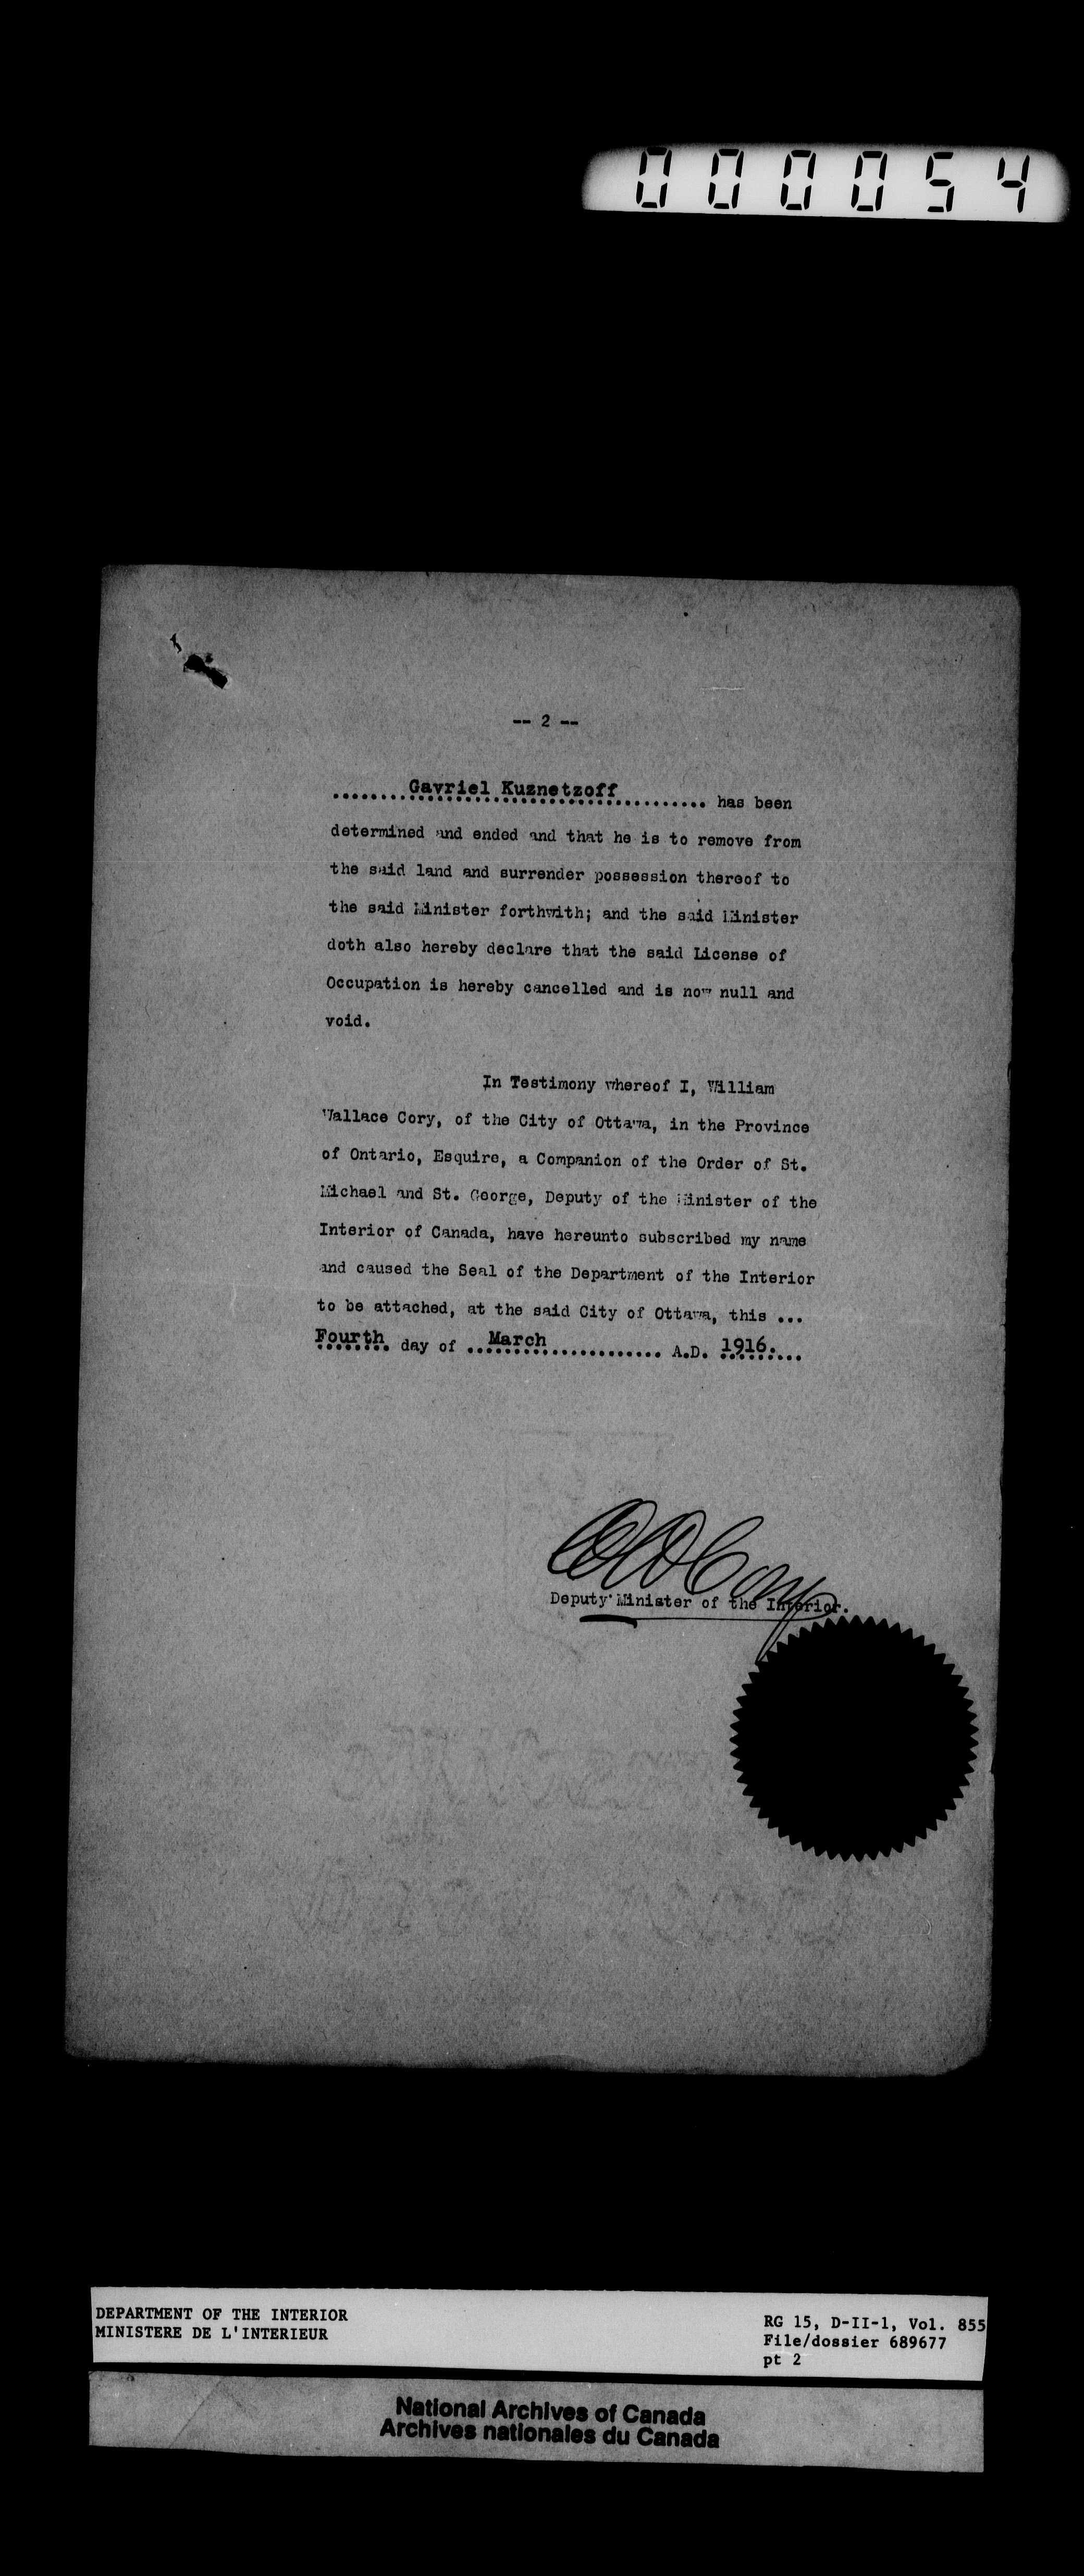 000054
-- 2 --
........Gavriel Kuznetzoff.......... has been
determined and ended and that he is to remove from
the said land and surrender possession thereof to
the said Minister forthwith; and the said Minister
doth also hereby declare that the said License of
Occupation is hereby cancelled and is now null and
void.
In Testimony whereof I, William
Wallace Cory, of the City of Ottawa, in the Province
of Ontario, Esquire, a Companion of the Order of St.
Michael and St. George, Deputy of the Minister of the
Interior of Canada, have hereunto subscribed my name
and caused the Seal of the Department of the Interior
to be attached, at the said City of Ottawa, this ...
Fourth day of ..March............. A.D. 1916....
WWCory
Deputy Minister of the Interior.
DEPARTMENT OF THE INTERIOR
MINISTERE DE L'INTERIEUR
RG 15, D-II-1, Vol. 855
File/dossier 689677
pt 2
National Archives of Canada
Archives nationales du Canada